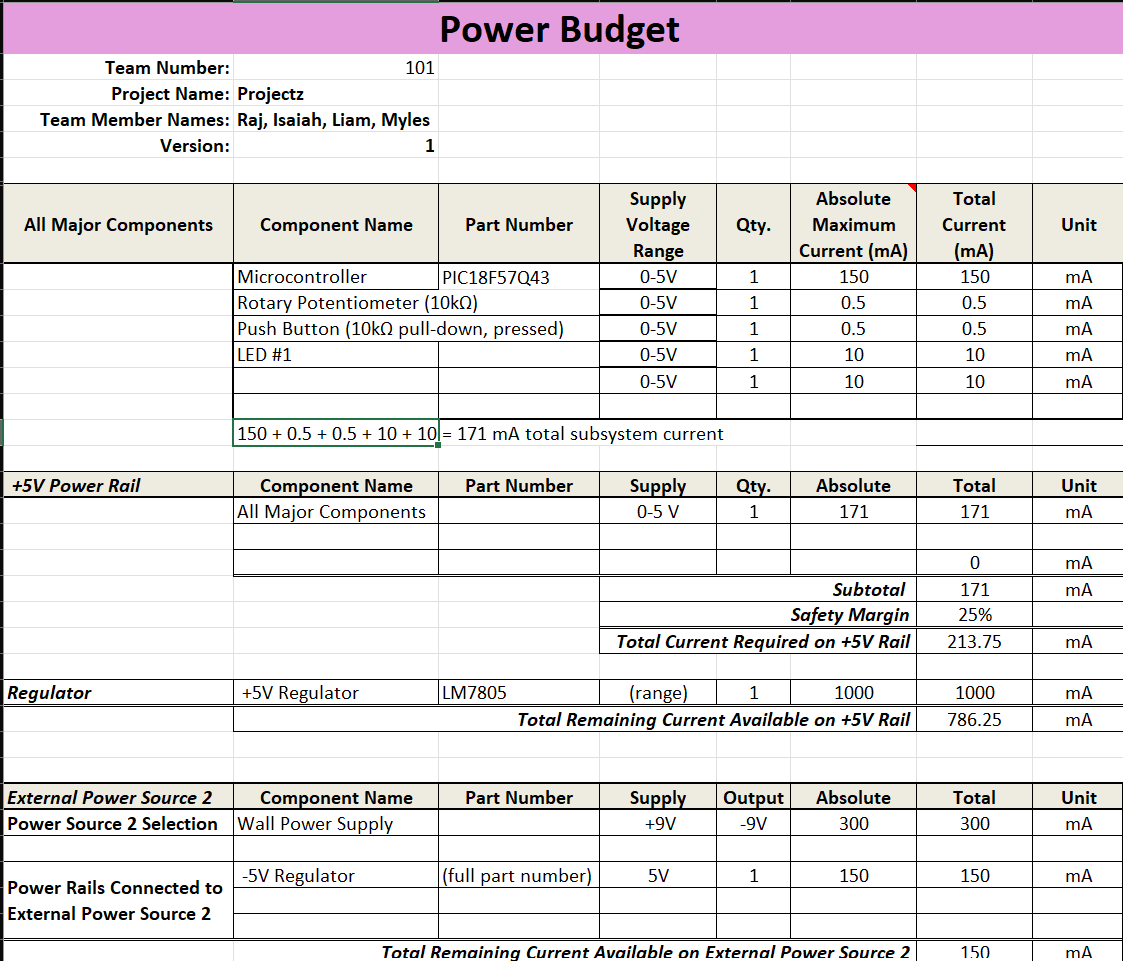 Power Budget
Team Number: 101
Project Name: Projectz
Team Member Names: Raj, Isaiah, Liam, Myles
Version: 1
All Major Components Component Name Part Number Supply Voltage Range Qty. Absolute Maximum Current (mA) Total Current (mA) Unit
Microcontroller PIC18F57Q43 0-5V 1 150 150 mA
Rotary Potentiometer (10kΩ) 0-5V 1 0.5 0.5 mA
Push Button (10kΩ pull-down, pressed) 0-5V 1 0.5 0.5 mA
LED #1 0-5V 1 10 10 mA
0-5V 1 10 10 mA
150 + 0.5 + 0.5 + 10 + 10 = 171 mA total subsystem current
+5V Power Rail Component Name Part Number Supply Qty. Absolute Total Unit
All Major Components 0-5 V 1 171 171 mA
0 mA
Subtotal 171 mA
Safety Margin 25%
Total Current Required on +5V Rail 213.75 mA
Regulator +5V Regulator LM7805 (range) 1 1000 1000 mA
Total Remaining Current Available on +5V Rail 786.25 mA
External Power Source 2 Component Name Part Number Supply Output Absolute Total Unit
Power Source 2 Selection Wall Power Supply +9V -9V 300 300 mA
Power Rails Connected to External Power Source 2 -5V Regulator (full part number) 5V 1 150 150 mA
Total Remaining Current Available on External Power Source 2 150 mA